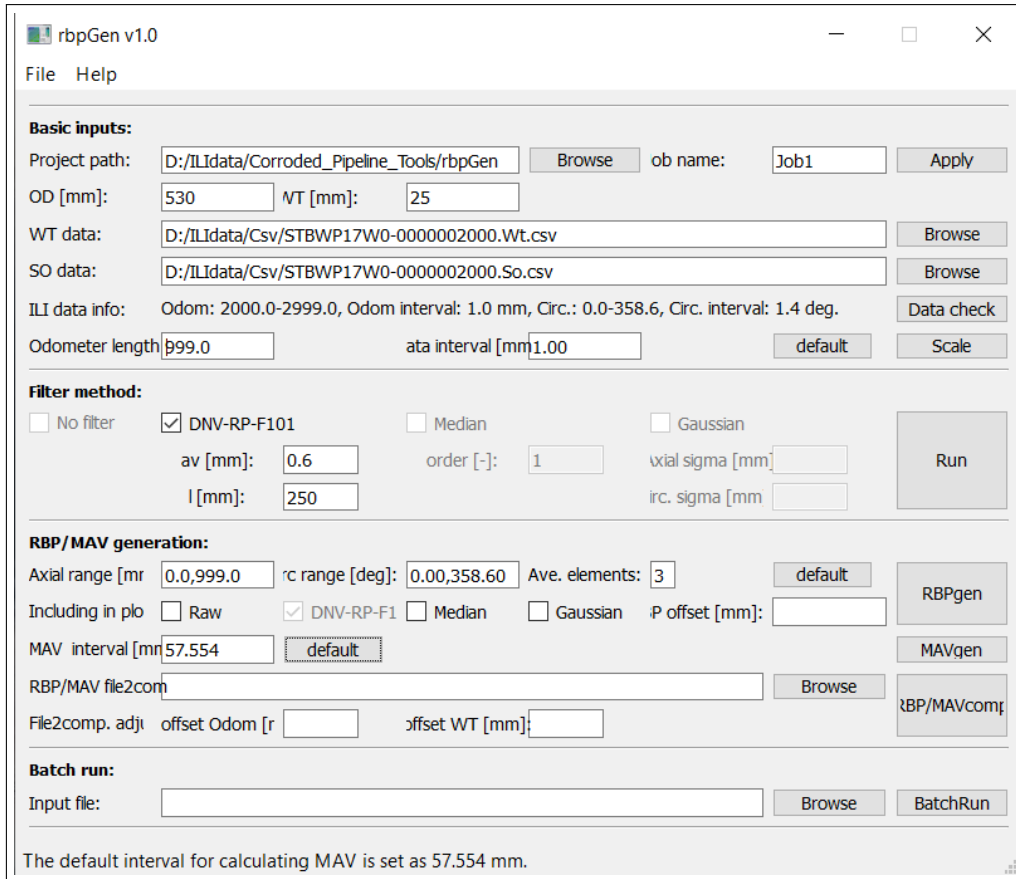 rbpGen v1.0
File Help
Basic inputs:
Project path: D:/ILIdata/Corroded_Pipeline_Tools/rbpGen Browse ob name: Job1 Apply
OD [mm]: 530 WT [mm]: 25
WT data: D:/ILIdata/Csv/STBWP17W0-0000002000.Wt.csv Browse
SO data: D:/ILIdata/Csv/STBWP17W0-0000002000.So.csv Browse
ILI data info: Odom: 2000.0-2999.0, Odom interval: 1.0 mm, Circ.: 0.0-358.6, Circ. interval: 1.4 deg. Data check
Odometer length 999.0 ata interval [mm 1.00 default Scale
Filter method:
No filter DNV-RP-F101 Median Gaussian
av [mm]: 0.6 order [-]: 1 Axial sigma [mm] Run
l [mm]: 250 irc. sigma [mm
RBP/MAV generation:
Axial range [mr 0.0,999.0 rc range [deg]: 0.00,358.60 Ave. elements: 3 default RBPgen
Including in plo Raw DNV-RP-F1 Median Gaussian P offset [mm]:
MAV interval [mr 57.554 default MAVgen
RBP/MAV file2com Browse RBP/MAVcomp
File2comp. adju offset Odom [r offset WT [mm]:
Batch run:
Input file: Browse BatchRun
The default interval for calculating MAV is set as 57.554 mm.